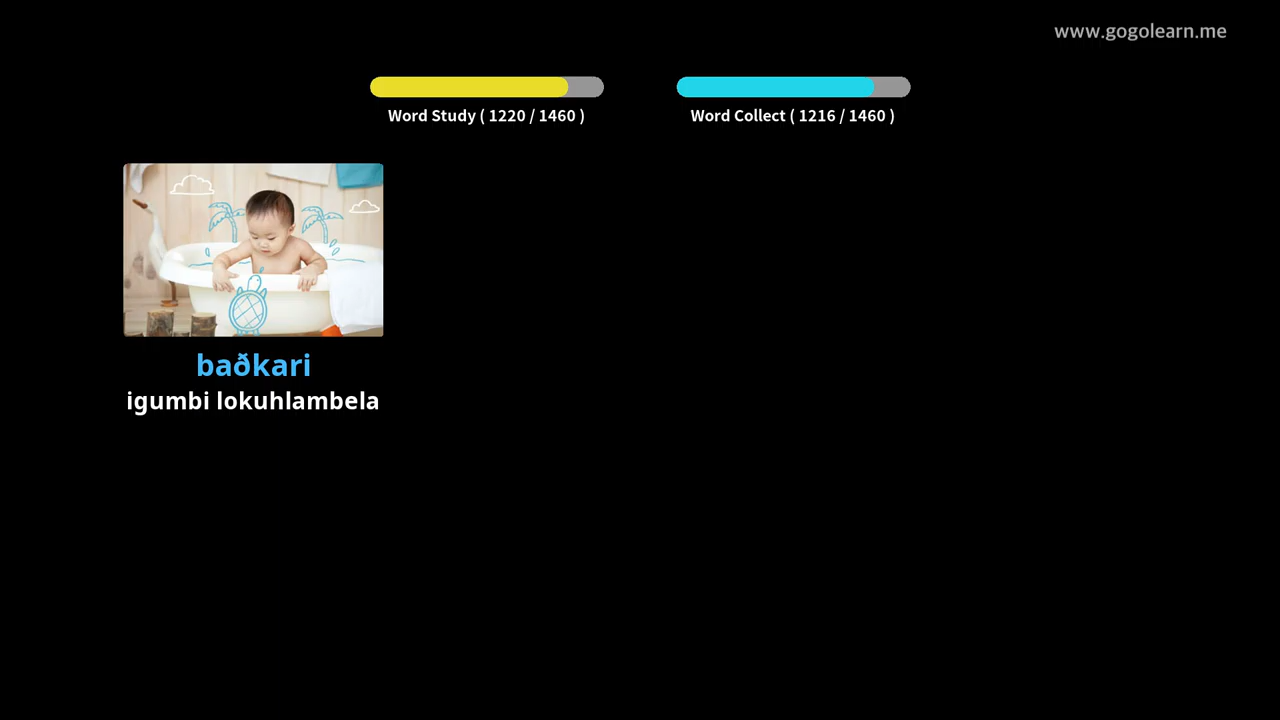 www.gogolearn.me
Word Study ( 1220 / 1460 )
Word Collect ( 1216 / 1460 )
baðkari
igumbi lokuhlambela